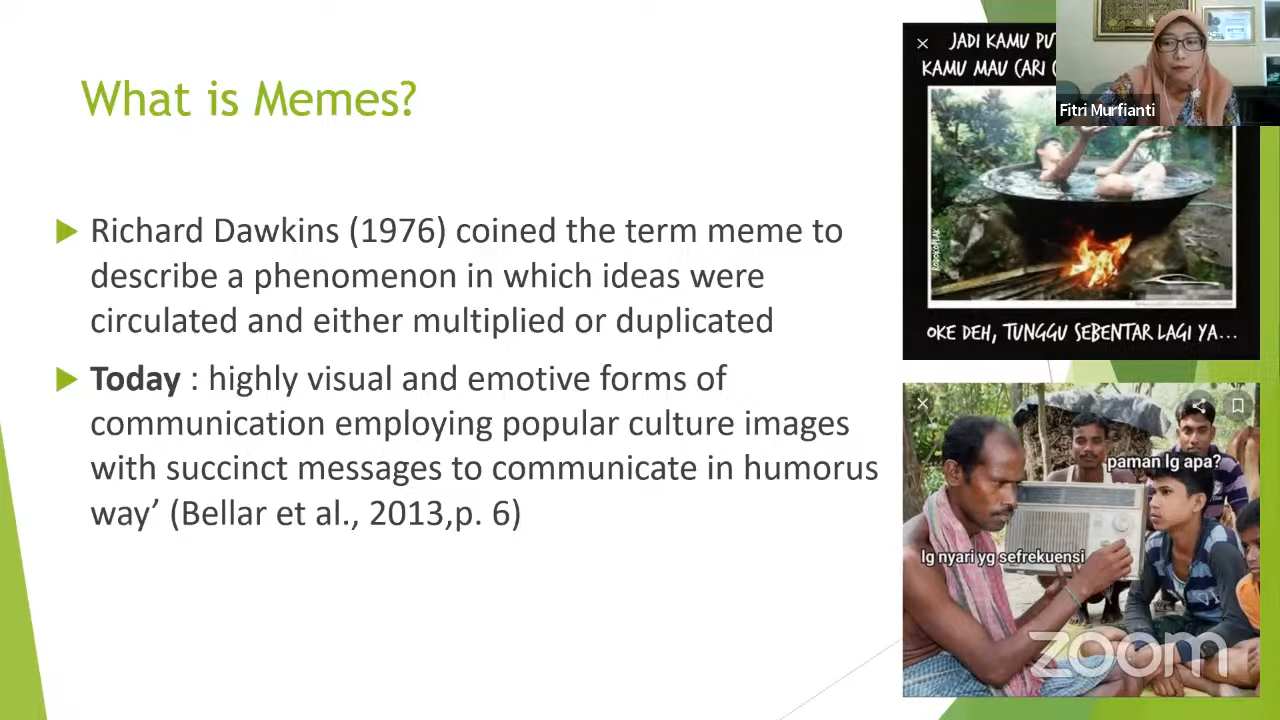 What is Memes?
Richard Dawkins (1976) coined the term meme to
describe a phenomenon in which ideas were
circulated and either multiplied or duplicated
Today : highly visual and emotive forms of
communication employing popular culture images
with succinct messages to communicate in humorus
way’ (Bellar et al., 2013,p. 6)
JADI KAMU
KAMU MAU CARI
Fitri Murfianti
OKE DEH, TUNGGU SEBENTAR LAGI YA...
paman lg apa?
lg nyari yg sefrekuensi
zoom